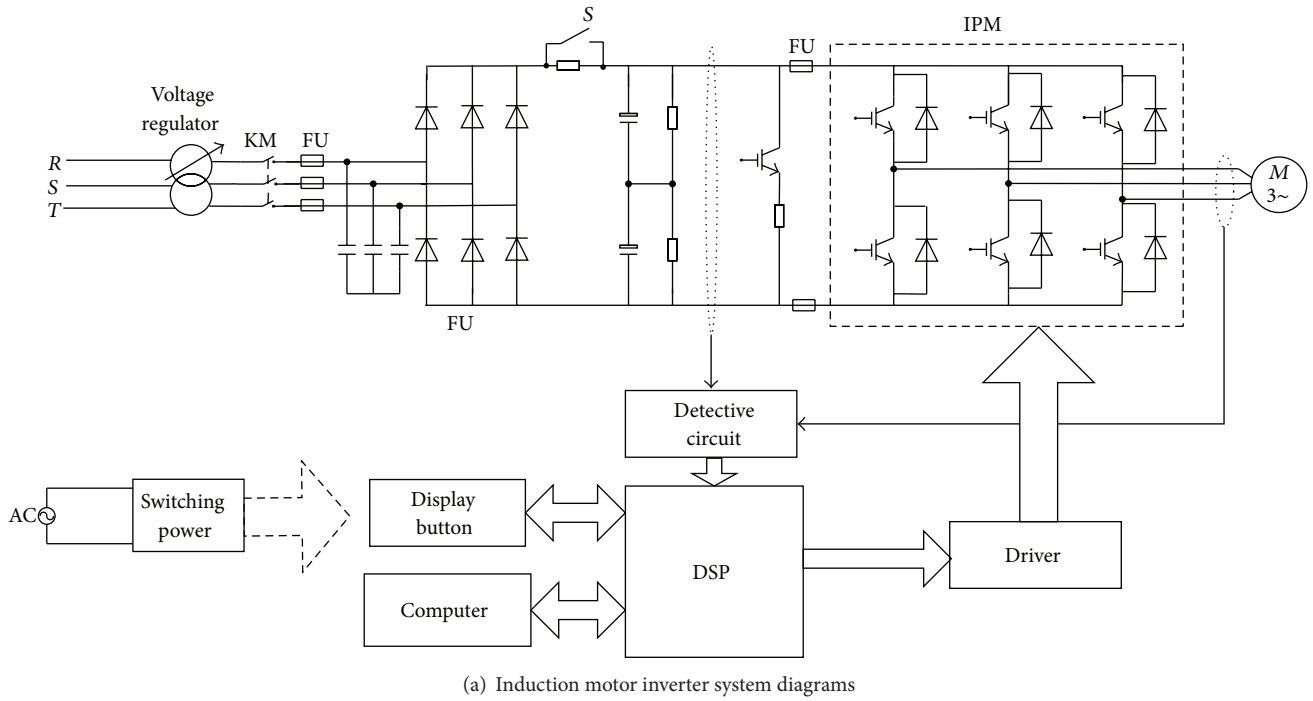 S
FU
IPM
Voltage
regulator
KM
FU
R
S
T
M
3~
FU
Detective
circuit
AC
Switching
power
Display
button
DSP
Driver
Computer
(a) Induction motor inverter system diagrams